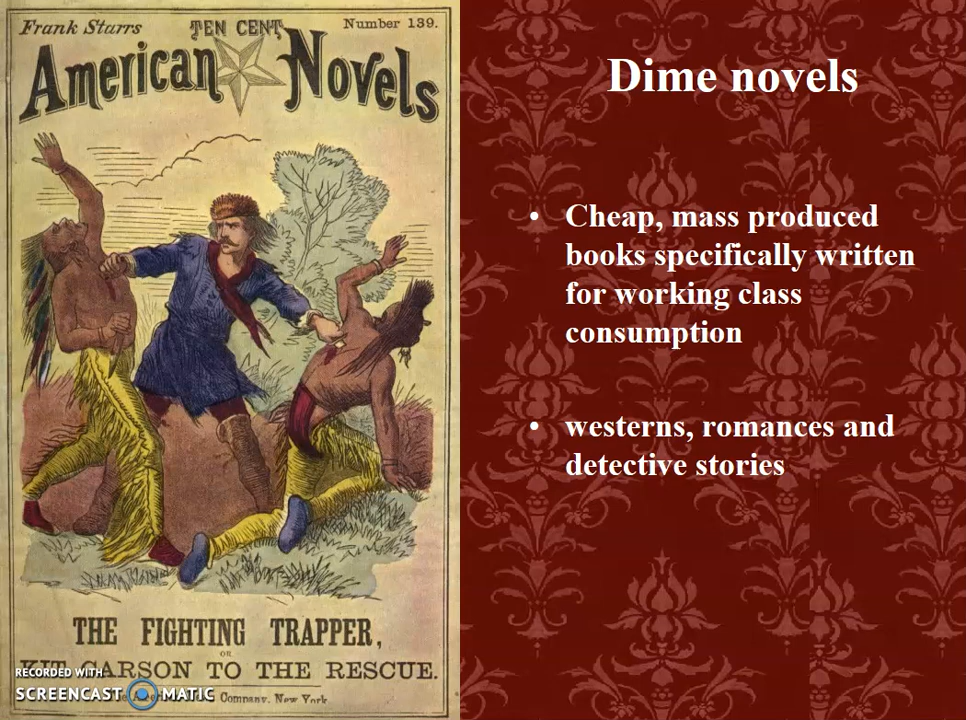 Frank Starrs TEN CENT Number 139.
American Novels
THE FIGHTING TRAPPER,
OR
KIT CARSON TO THE RESCUE.
Company, New York
RECORDED WITH
SCREENCAST MATIC
Dime novels
• Cheap, mass produced
books specifically written
for working class
consumption
• westerns, romances and
detective stories